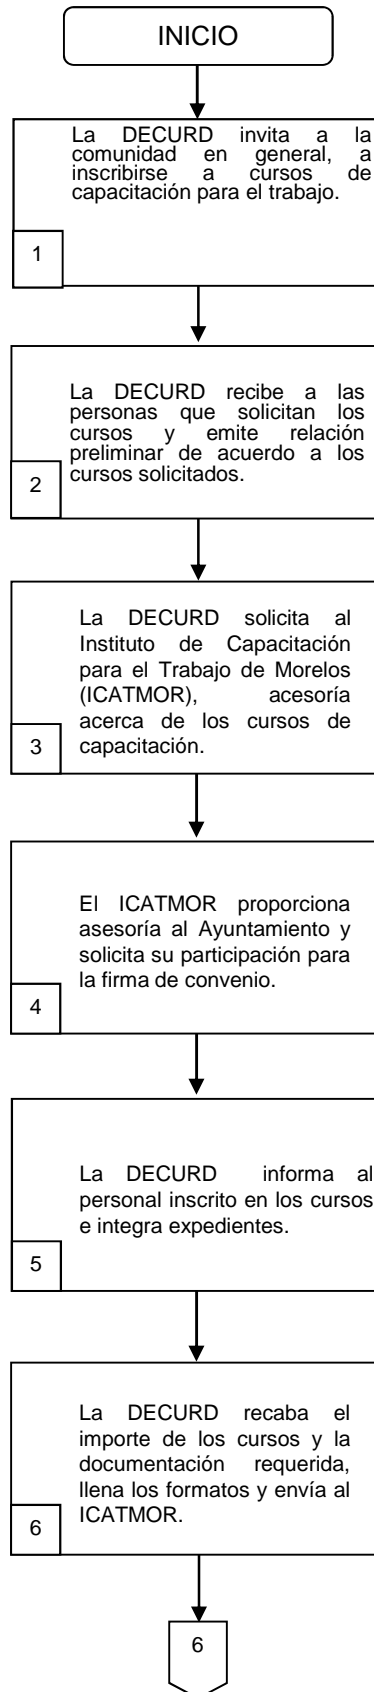 INICIO
La DECURD invita a la
comunidad en general, a
inscribirse a cursos de
capacitación para el trabajo.
1
La DECURD recibe a las
personas que solicitan los
cursos y emite relación
preliminar de acuerdo a los
cursos solicitados.
2
La DECURD solicita al
Instituto de Capacitación
para el Trabajo de Morelos
(ICATMOR), acesoría
acerca de los cursos de
capacitación.
3
El ICATMOR proporciona
asesoría al Ayuntamiento y
solicita su participación para
la firma de convenio.
4
La DECURD informa al
personal inscrito en los cursos
e integra expedientes.
5
La DECURD recaba el
importe de los cursos y la
documentación requerida,
llena los formatos y envía al
ICATMOR.
6
6